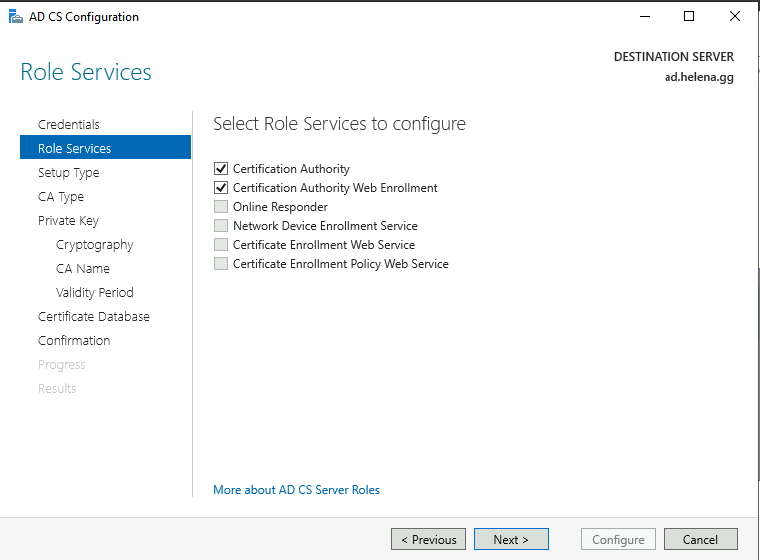 AD CS Configuration
Role Services
DESTINATION SERVER
ad.helena.gg
Credentials
Role Services
Setup Type
CA Type
Private Key
Cryptography
CA Name
Validity Period
Certificate Database
Confirmation
Progress
Results
Select Role Services to configure
Certification Authority
Certification Authority Web Enrollment
Online Responder
Network Device Enrollment Service
Certificate Enrollment Web Service
Certificate Enrollment Policy Web Service
More about AD CS Server Roles
< Previous
Next >
Configure
Cancel